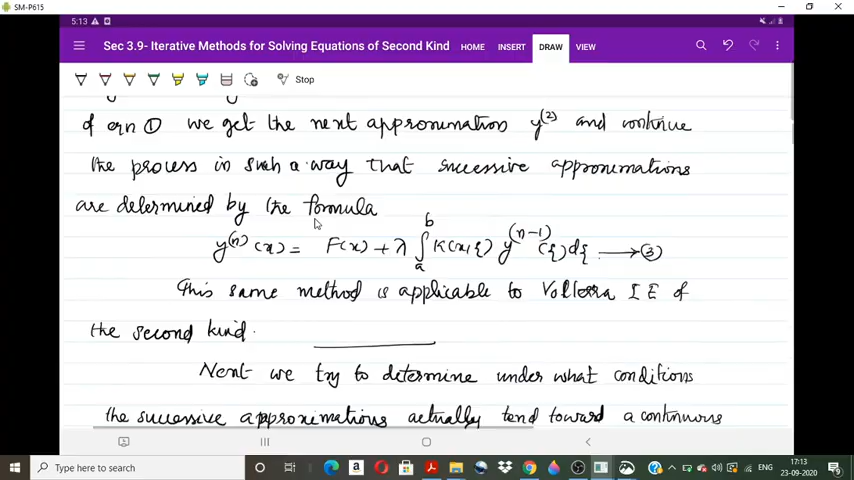 SM-P615
5:13
Sec 3.9- Iterative Methods for Solving Equations of Second Kind
HOME INSERT DRAW VIEW
Stop
of eqn ① we get the next approximation y^(2) and continue
the process in such a way that successive approximations
are determined by the formula
y^(n)(x) = F(x) + λ ∫_a^b K(x,ξ) y^(n-1)(ξ)dξ ⟶ ③
This same method is applicable to Volterra IE of
the second kind.
Next we try to determine under what conditions
the successive approximations actually tend toward a continuous
Type here to search
ENG
17:13
23-09-2020